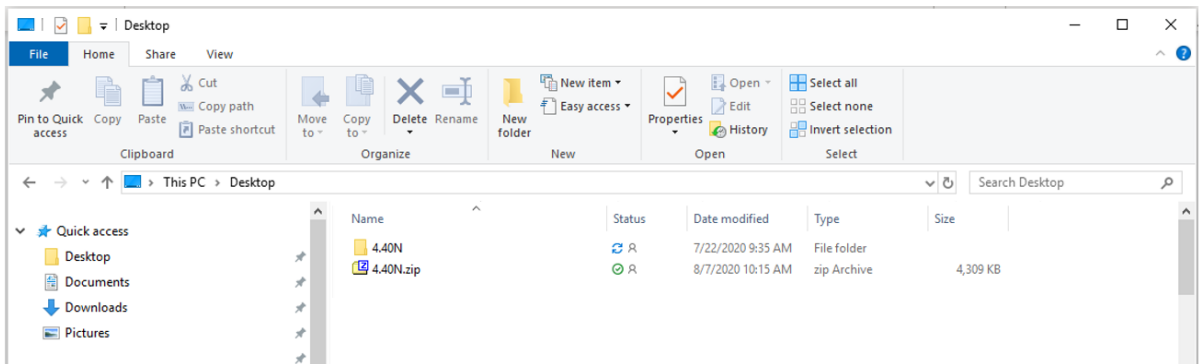 Desktop
File Home Share View
Pin to Quick access
Copy
Paste
Cut
Copy path
Paste shortcut
Clipboard
Move to
Copy to
Delete
Rename
Organize
New folder
New item
Easy access
New
Properties
Open
Edit
History
Open
Select all
Select none
Invert selection
Select
This PC > Desktop
Search Desktop
Quick access
Desktop
Documents
Downloads
Pictures
Name Status Date modified Type Size
4.40N 7/22/2020 9:35 AM File folder
4.40N.zip 8/7/2020 10:15 AM zip Archive 4,309 KB